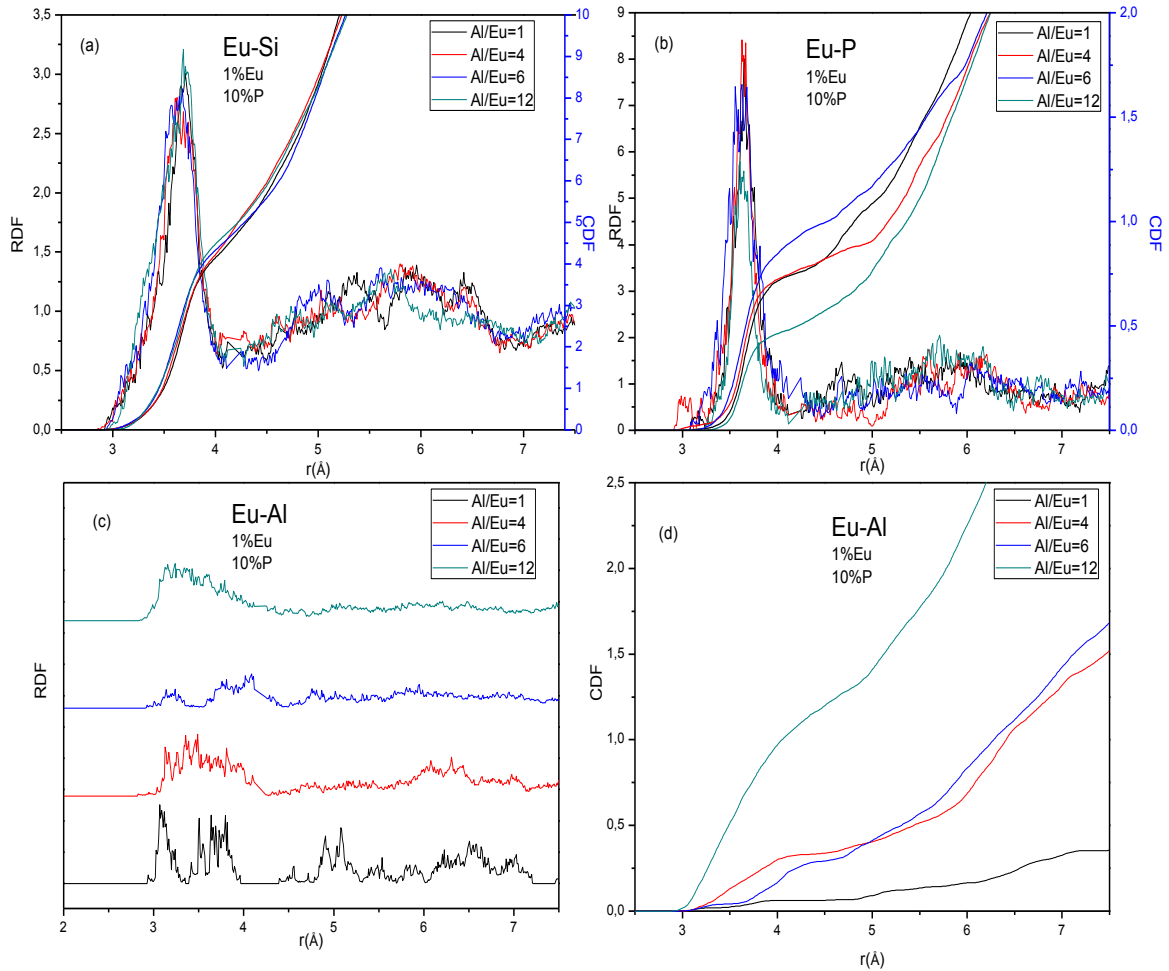 (a)
Eu-Si
1%Eu
10%P
Al/Eu=1
Al/Eu=4
Al/Eu=6
Al/Eu=12
3,5
3,0
2,5
2,0
1,5
1,0
0,5
0,0
RDF
10
9
8
7
6
5
4
3
2
1
0
CDF
3 4 5 6 7
r(Å)
(b)
Eu-P
1%Eu
10%P
Al/Eu=1
Al/Eu=4
Al/Eu=6
Al/Eu=12
9
8
7
6
5
4
3
2
1
0
RDF
2,0
1,5
1,0
0,5
0,0
CDF
3 4 5 6 7
r(Å)
(c)
Eu-Al
1%Eu
10%P
Al/Eu=1
Al/Eu=4
Al/Eu=6
Al/Eu=12
RDF
2 3 4 5 6 7
r(Å)
(d)
Eu-Al
1%Eu
10%P
Al/Eu=1
Al/Eu=4
Al/Eu=6
Al/Eu=12
2,5
2,0
1,5
1,0
0,5
0,0
CDF
3 4 5 6 7
r(Å)